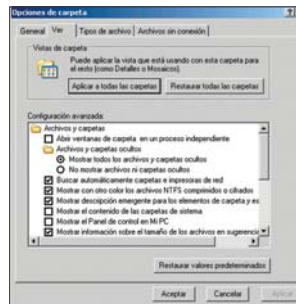 Opciones de carpeta
General Ver Tipos de archivo Archivos sin conexión
Vistas de carpeta
Puede aplicar la vista que está usando con esta carpeta para
el resto (como Detalles o Mosaicos).
Aplicar a todas las carpetas Restaurar todas las carpetas
Configuración avanzada:
Archivos y carpetas
Abrir ventanas de carpeta en un proceso independiente
Archivos y carpetas ocultos
Mostrar todos los archivos y carpetas ocultos
No mostrar archivos ni carpetas ocultos
Buscar automáticamente carpetas e impresoras de red
Mostrar con otro color los archivos NTFS comprimidos o cifrados
Mostrar descripción emergente para los elementos de carpeta y es
Mostrar el contenido de las carpetas de sistema
Mostrar el Panel de control en Mi PC
Mostrar información sobre el tamaño de los archivos en sugerencia
Restaurar valores predeterminados
Aceptar Cancelar Aplicar